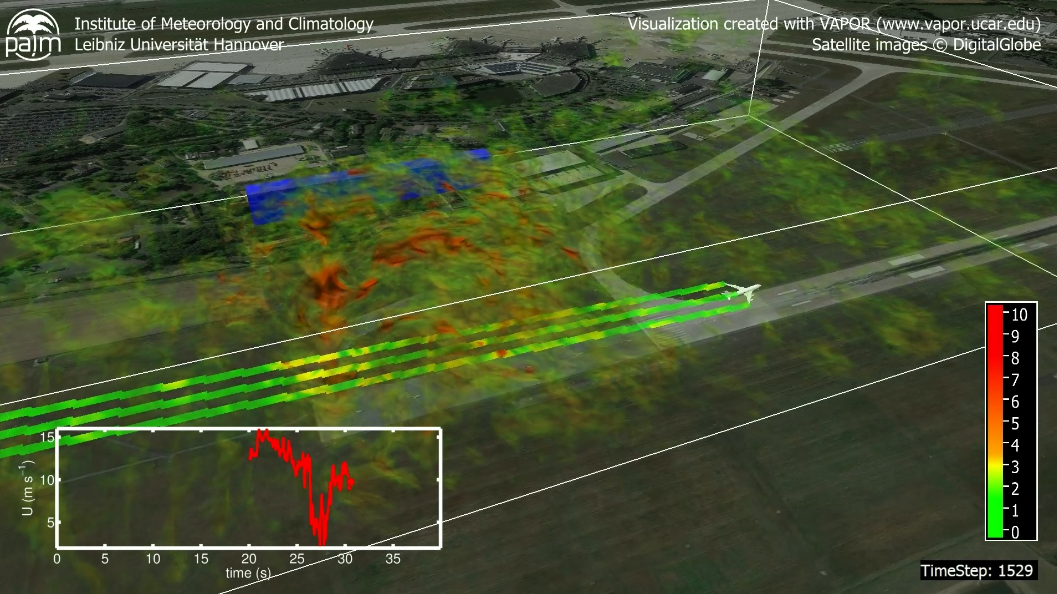 palm
Institute of Meteorology and Climatology
Leibniz Universität Hannover
Visualization created with VAPOR (www.vapor.ucar.edu)
Satellite images © DigitalGlobe
10
9
8
7
6
5
4
3
2
1
0
15
10
5
U (m s⁻¹)
0 5 10 15 20 25 30 35
time (s)
TimeStep: 1529